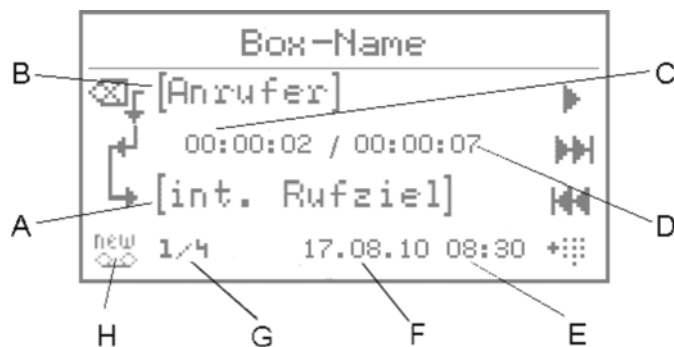 Box-Name
B [Anrufer] C
00:00:02 / 00:00:07
A [int. Rufziel] D
new 1/4 17.08.10 08:30
H G F E